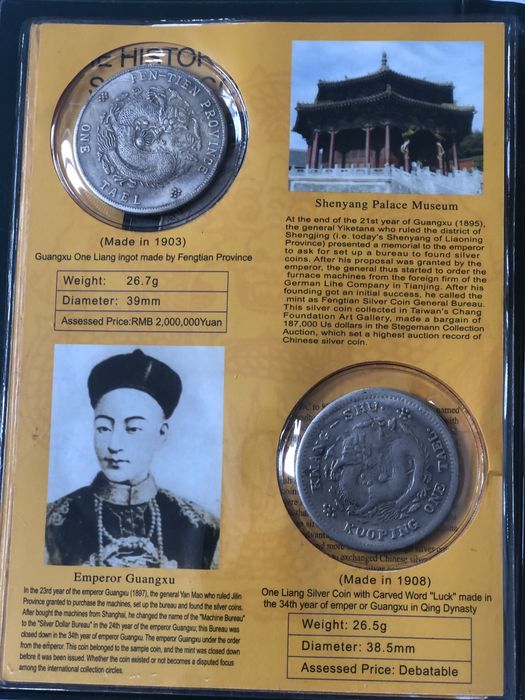 E HISTOR
FEN-TIEN PROVINCE
ONE
TAEL
(Made in 1903)
Guangxu One Liang ingot made by Fengtian Province
Weight: 26.7g
Diameter: 39mm
Assessed Price:RMB 2,000,000Yuan
Shenyang Palace Museum
At the end of the 21st year of Guangxu (1895),
the general Yiketana who ruled the district of
Shengjing (i.e. today's Shenyang of Liaoning
Province) presented a memorial to the emperor
to ask for set up a bureau to found silver
coins. After his proposal was granted by the
emperor, the general thus started to order the
furnace machines from the foreign firm of the
German Lihe Company in Tianjing. After his
founding got an initial success, he called the
mint as Fengtian Silver Coin General Bureau.
This silver coin collected in Taiwan's Chang
Foundation Art Gallery, made a bargain of
187,000 Us dollars in the Stegemann Collection
Auction, which set a highest auction record of
Chinese silver coin.
Emperor Guangxu
In the 23rd year of the emperor Guangxu (1897), the general Yan Mao who ruled Jilin
Province granted to purchase the machines, set up the bureau and found the silver coins.
After bought the machines from Shanghai, he changed the name of the "Machine Bureau"
to the "Silver Dollar Bureau" in the 24th year of the emperor Guangxu; this Bureau was
closed down in the 34th year of emperor Guangxu. The emperor Guangxu under the order
from the emperor. This coin belonged to the sample coin, and the mint was closed down
before it was been issued. Whether the coin existed or not becomes a disputed focus
among the international collection circles.
KWANG-SHU
KUOPING ONE TAEL
named
with
exchanged Chinese silver
(Made in 1908)
One Liang Silver Coin with Carved Word "Luck" made in
the 34th year of emper or Guangxu in Qing Dynasty
Weight: 26.5g
Diameter: 38.5mm
Assessed Price: Debatable